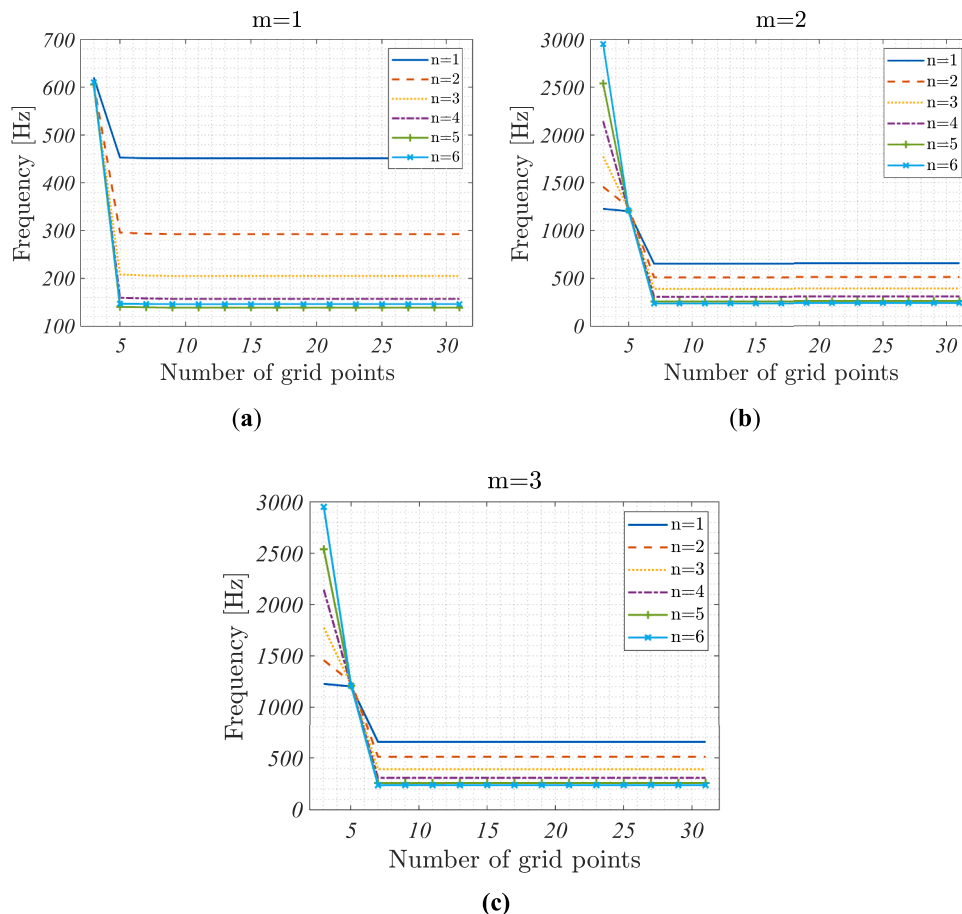 m=1
700
600
500
400
300
200
100
Frequency [Hz]
5
10
15
20
25
30
Number of grid points
n=1
n=2
n=3
n=4
n=5
n=6
(a)
m=2
3000
2500
2000
1500
1000
500
0
Frequency [Hz]
5
10
15
20
25
30
Number of grid points
n=1
n=2
n=3
n=4
n=5
n=6
(b)
m=3
3000
2500
2000
1500
1000
500
0
Frequency [Hz]
5
10
15
20
25
30
Number of grid points
n=1
n=2
n=3
n=4
n=5
n=6
(c)